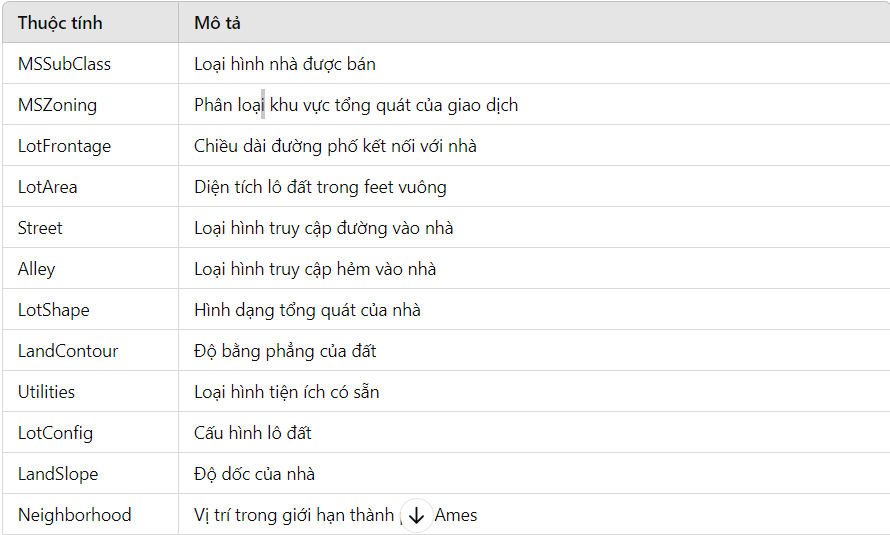 Thuộc tính Mô tả
MSSubClass Loại hình nhà được bán
MSZoning Phân loại khu vực tổng quát của giao dịch
LotFrontage Chiều dài đường phố kết nối với nhà
LotArea Diện tích lô đất trong feet vuông
Street Loại hình truy cập đường vào nhà
Alley Loại hình truy cập hẻm vào nhà
LotShape Hình dạng tổng quát của nhà
LandContour Độ bằng phẳng của đất
Utilities Loại hình tiện ích có sẵn
LotConfig Cấu hình lô đất
LandSlope Độ dốc của nhà
Neighborhood Vị trí trong giới hạn thành Ames